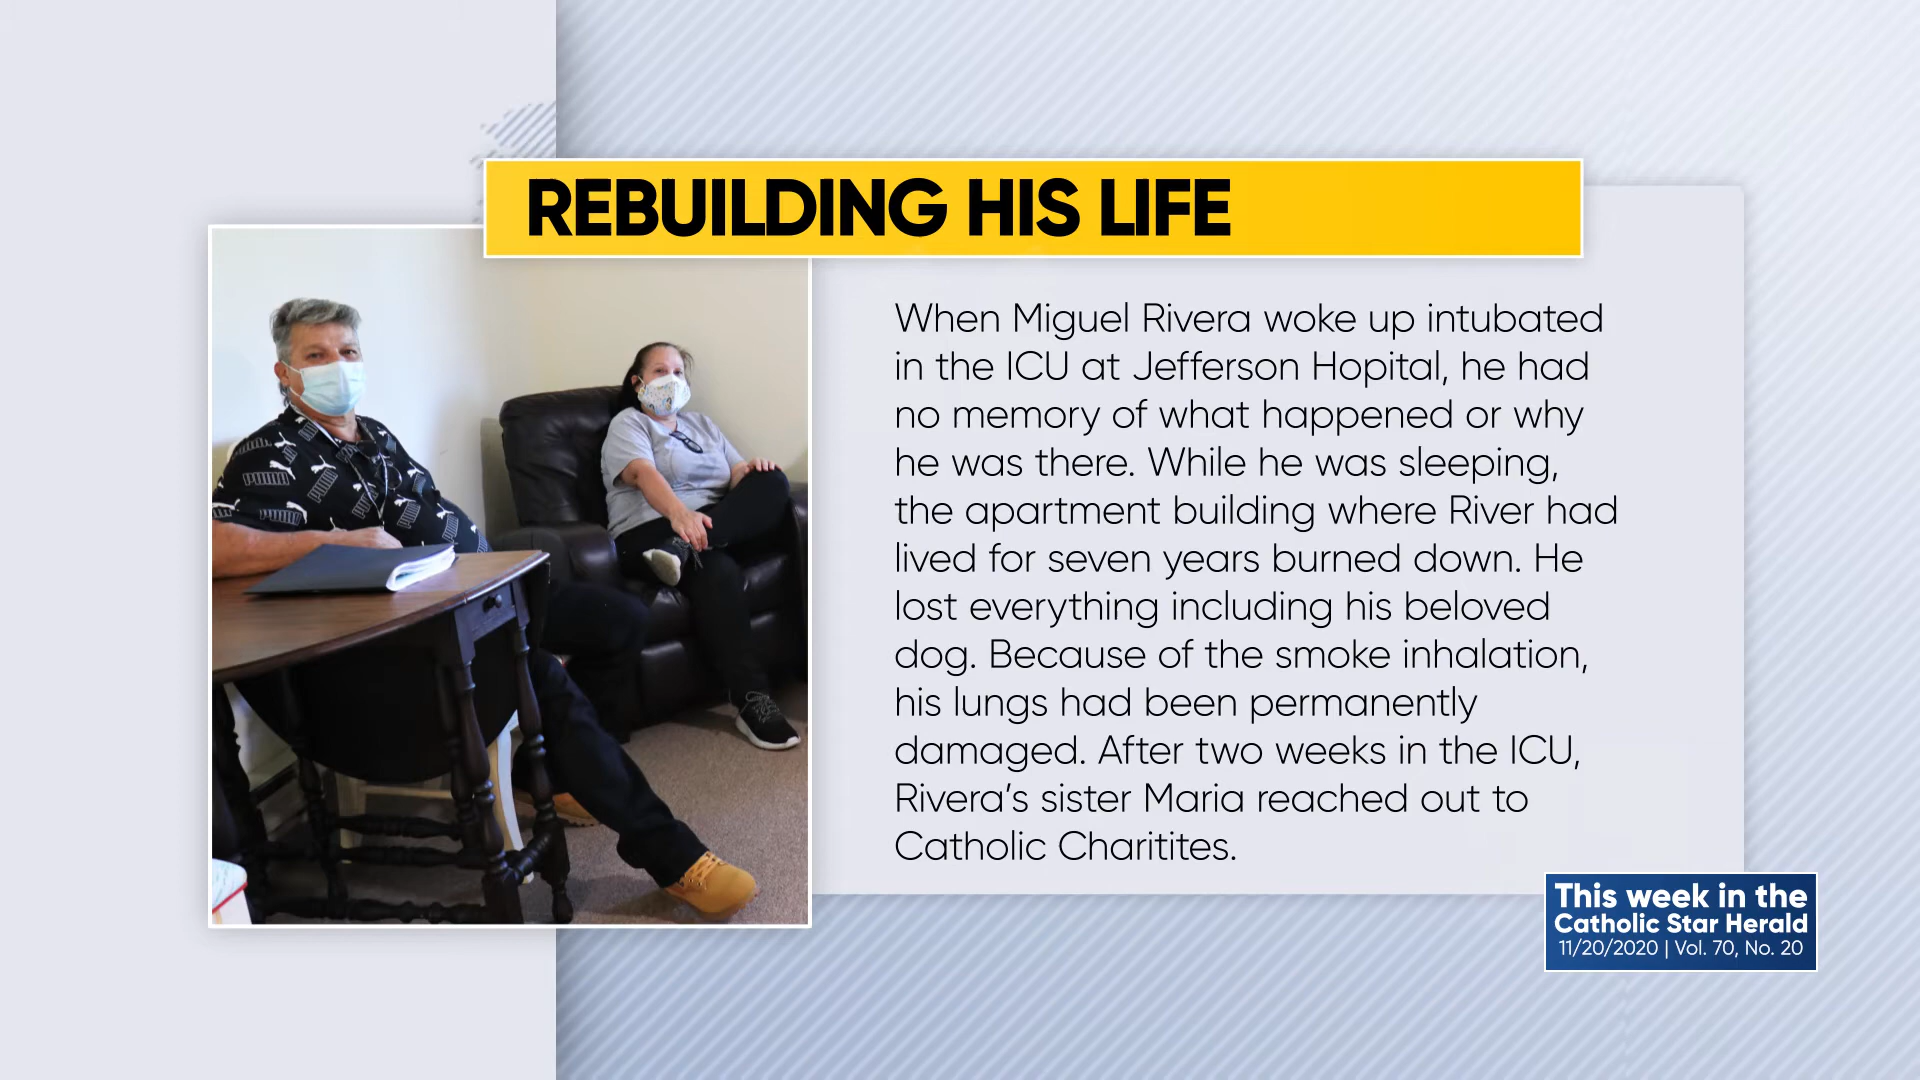 REBUILDING HIS LIFE
When Miguel Rivera woke up intubated
in the ICU at Jefferson Hopital, he had
no memory of what happened or why
he was there. While he was sleeping,
the apartment building where River had
lived for seven years burned down. He
lost everything including his beloved
dog. Because of the smoke inhalation,
his lungs had been permanently
damaged. After two weeks in the ICU,
Rivera’s sister Maria reached out to
Catholic Charitites.
PUMA
PUMA
PUMA
This week in the
Catholic Star Herald
11/20/2020 | Vol. 70, No. 20